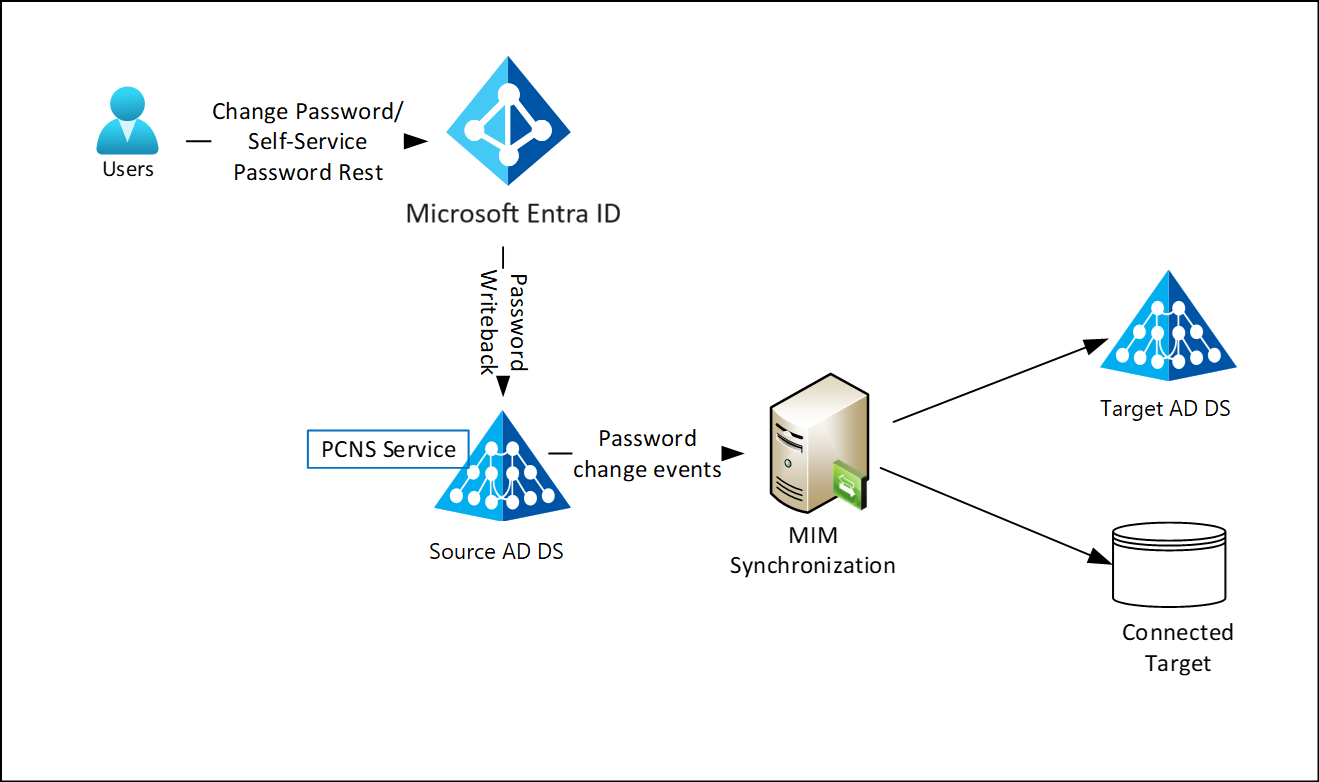 Users
Change Password/
Self-Service
Password Rest
Microsoft Entra ID
Password
Writeback
PCNS Service
Source AD DS
Password
change events
MIM
Synchronization
Target AD DS
Connected
Target